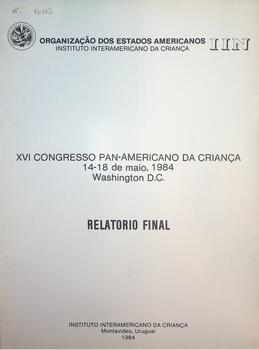 ORGANIZAÇÃO DOS ESTADOS AMERICANOS
INSTITUTO INTERAMERICANO DA CRIANÇA
IIN
XVI CONGRESSO PAN-AMERICANO DA CRIANÇA
14-18 de maio, 1984
Washington D.C.
RELATORIO FINAL
INSTITUTO INTERAMERICANO DA CRIANÇA
Montevideo, Uruguai
1984